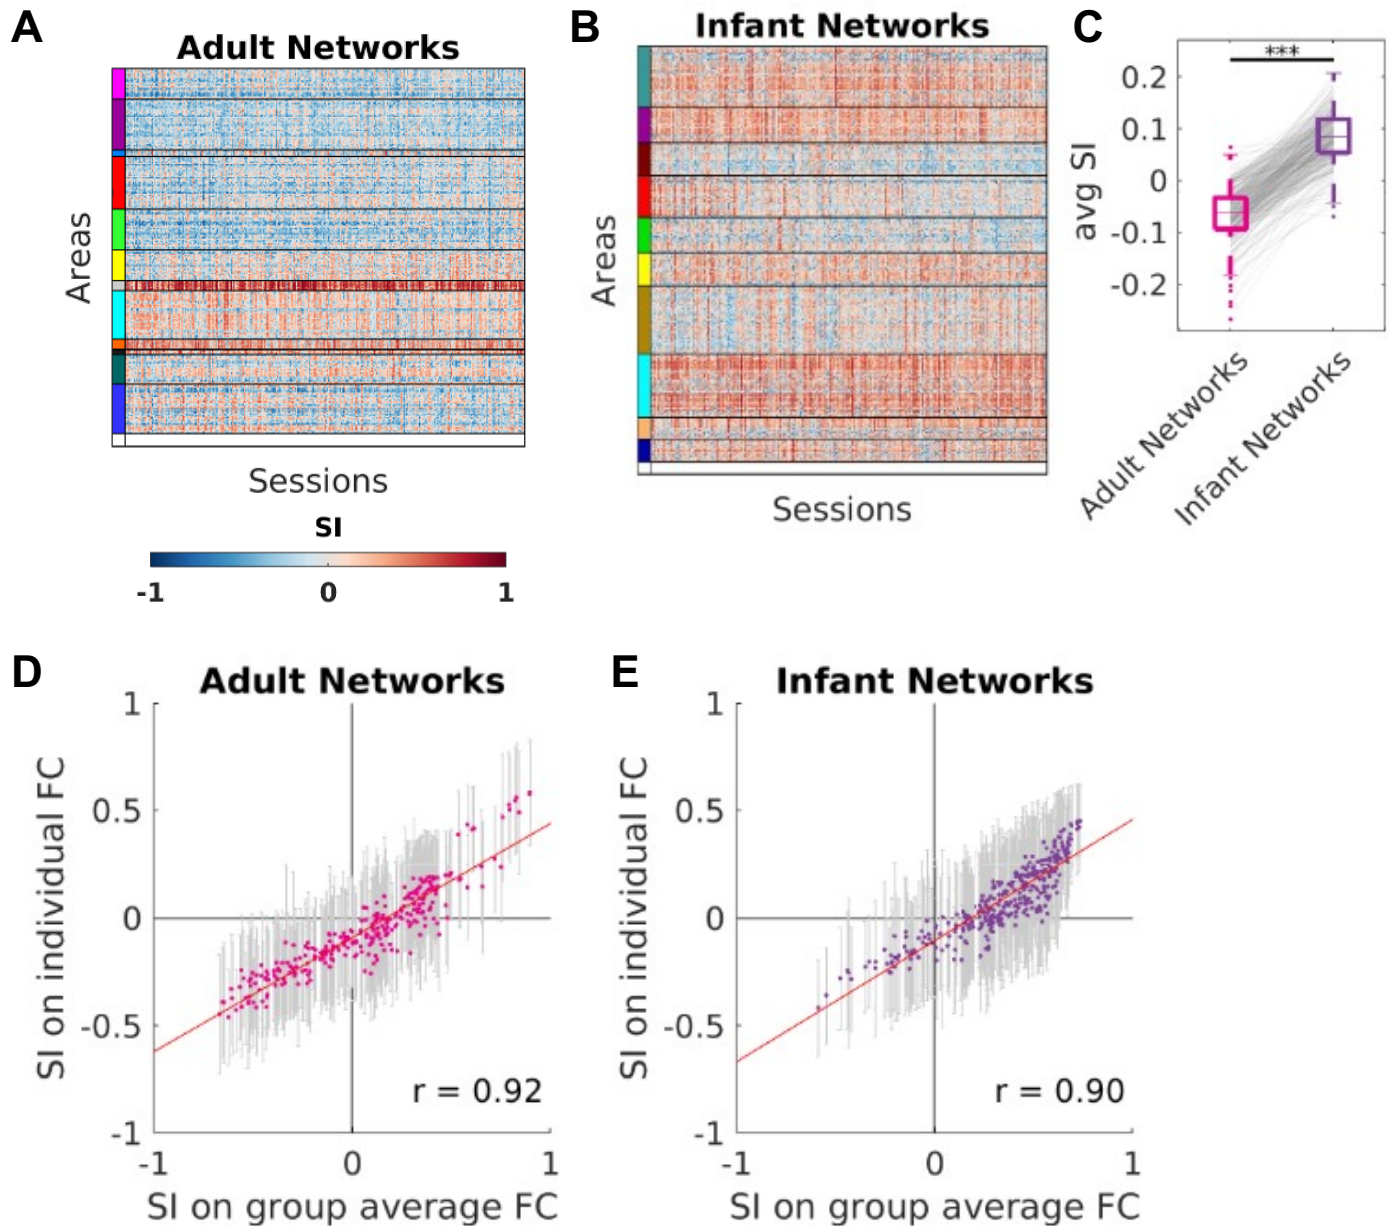 A
Adult Networks
Areas
Sessions
SI
-1 0 1
B
Infant Networks
Areas
Sessions
C
***
avg SI
0.2
0.1
0
-0.1
-0.2
Adult Networks
Infant Networks
D
Adult Networks
SI on individual FC
1
0.5
0
-0.5
-1
r = 0.92
-1 0 1
SI on group average FC
E
Infant Networks
SI on individual FC
1
0.5
0
-0.5
-1
r = 0.90
-1 0 1
SI on group average FC